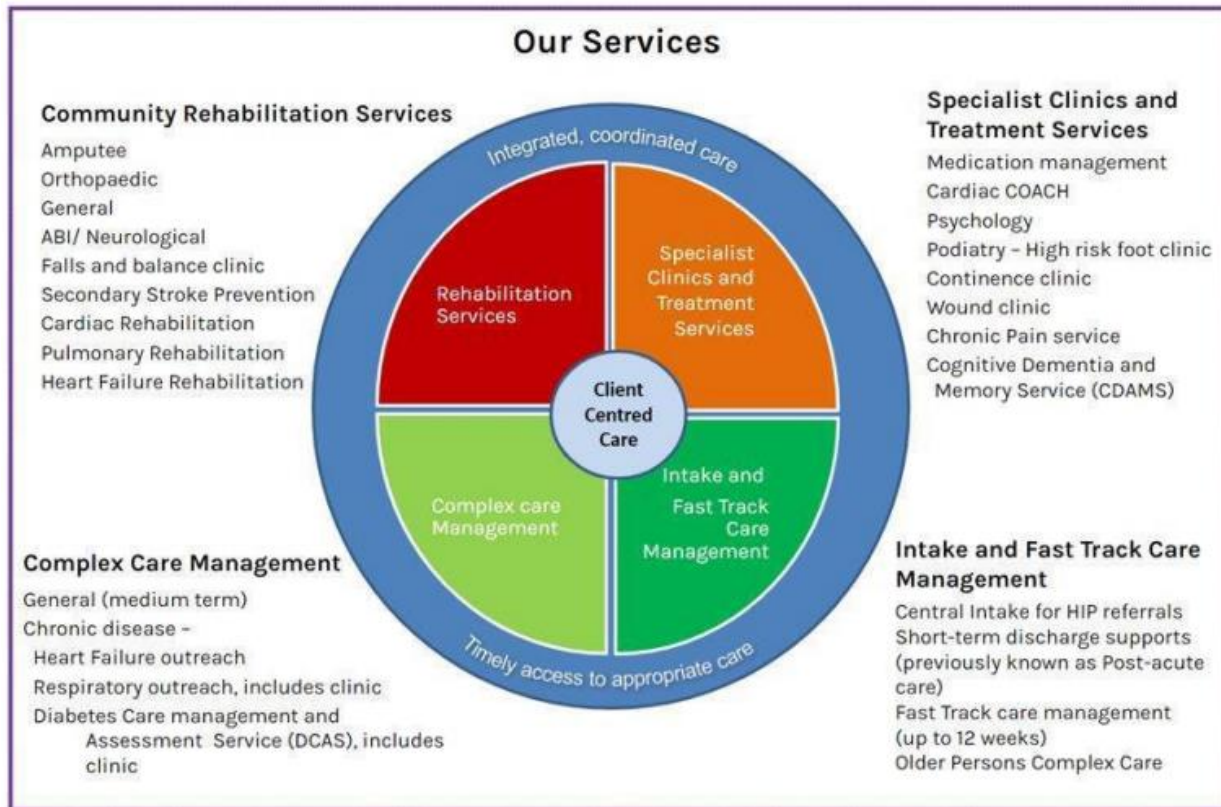 Our Services
Community Rehabilitation Services
Amputee
Orthopaedic
General
ABI/ Neurological
Falls and balance clinic
Secondary Stroke Prevention
Cardiac Rehabilitation
Pulmonary Rehabilitation
Heart Failure Rehabilitation
Specialist Clinics and
Treatment Services
Medication management
Cardiac COACH
Psychology
Podiatry – High risk foot clinic
Continence clinic
Wound clinic
Chronic Pain service
Cognitive Dementia and
Memory Service (CDAMS)
Integrated, coordinated care
Rehabilitation
Services
Specialist
Clinics and
Treatment
Services
Client
Centred
Care
Complex care
Management
Intake and
Fast Track
Care
Management
Timely access to appropriate care
Complex Care Management
General (medium term)
Chronic disease –
Heart Failure outreach
Respiratory outreach, includes clinic
Diabetes Care management and
Assessment Service (DCAS), includes
clinic
Intake and Fast Track Care
Management
Central Intake for HIP referrals
Short-term discharge supports
(previously known as Post-acute
care)
Fast Track care management
(up to 12 weeks)
Older Persons Complex Care